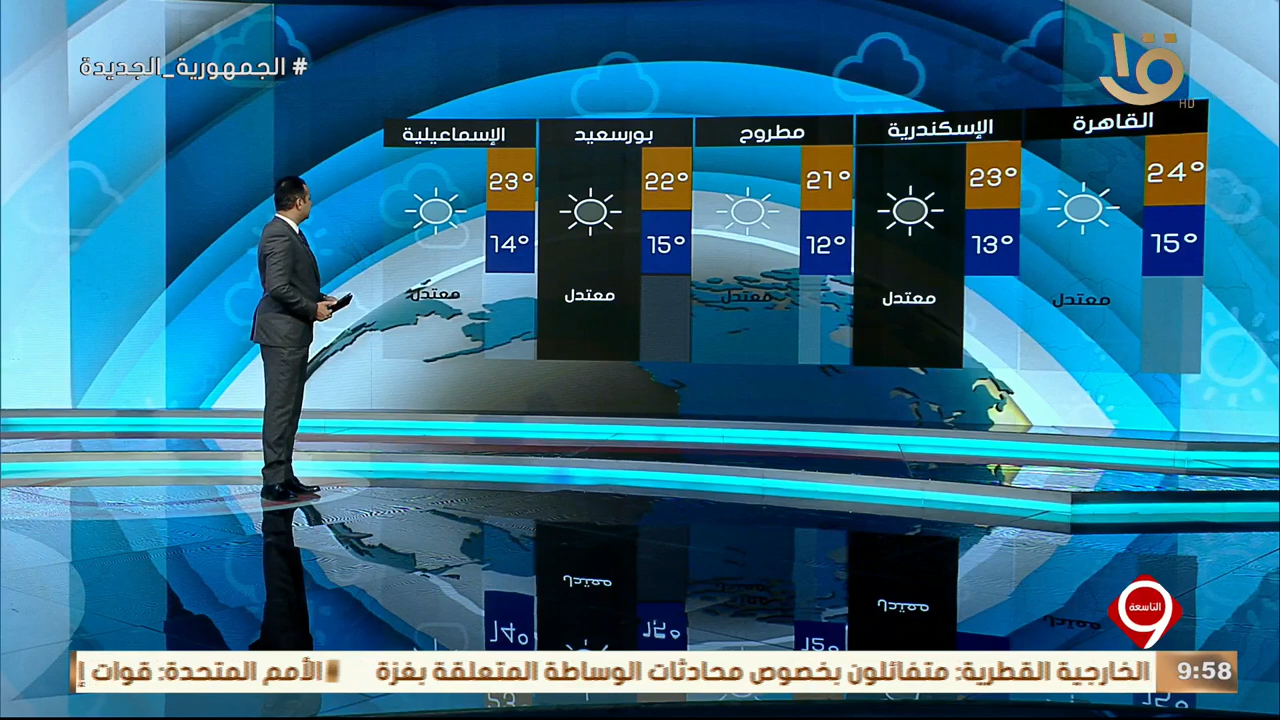 #الجمهورية_الجديدة
HD
القاهرة
24°
15°
معتدل
الإسكندرية
23°
13°
معتدل
مطروح
21°
12°
معتدل
بورسعيد
22°
15°
معتدل
الإسماعيلية
23°
14°
معتدل
التاسعة
9
9:58
الخارجية القطرية: متفائلون بخصوص محادثات الوساطة المتعلقة بغزة
الأمم المتحدة: قوات إ